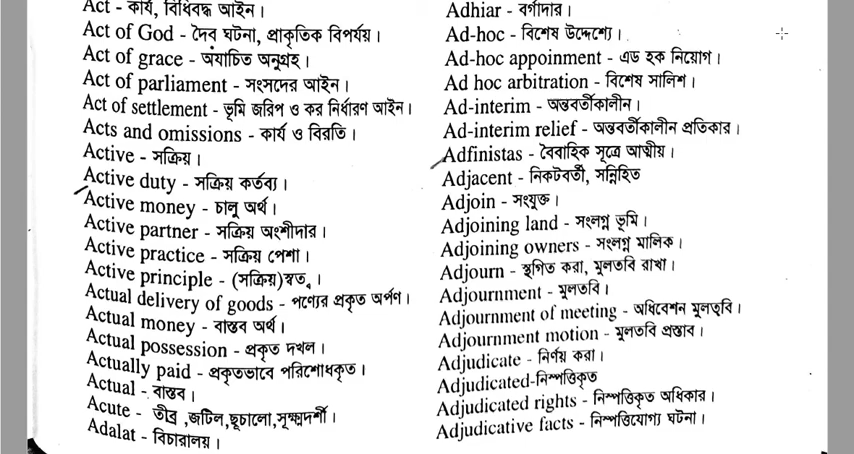 Act - কার্য, বিধিবদ্ধ আইন।
Act of God - দৈব ঘটনা, প্রাকৃতিক বিপর্যয়।
Act of grace - অযাচিত অনুগ্রহ।
Act of parliament - সংসদের আইন।
Act of settlement - ভূমি জরিপ ও কর নির্ধারণ আইন।
Acts and omissions - কার্য ও বিরতি।
Active - সক্রিয়।
Active duty - সক্রিয় কর্তব্য।
Active money - চালু অর্থ।
Active partner - সক্রিয় অংশীদার।
Active practice - সক্রিয় পেশা।
Active principle - (সক্রিয়)স্বত্ব।
Actual delivery of goods - পণ্যের প্রকৃত অর্পণ।
Actual money - বাস্তব অর্থ।
Actual possession - প্রকৃত দখল।
Actually paid - প্রকৃতভাবে পরিশোধকৃত।
Actual - বাস্তব।
Acute - তীব্র ,জটিল,ছূচালো,সূক্ষ্মদর্শী।
Adalat - বিচারালয়।
Adhiar - বর্গাদার।
Ad-hoc - বিশেষ উদ্দেশ্যে।
Ad-hoc appoinment - এড হক নিয়োগ।
Ad hoc arbitration - বিশেষ সালিশ।
Ad-interim - অন্তবর্তীকালীন।
Ad-interim relief - অন্তবর্তীকালীন প্রতিকার।
Adfinistas - বৈবাহিক সূত্রে আত্মীয়।
Adjacent - নিকটবর্তী, সন্নিহিত
Adjoin - সংযুক্ত।
Adjoining land - সংলগ্ন ভূমি।
Adjoining owners - সংলগ্ন মালিক।
Adjourn - স্থগিত করা, মুলতবি রাখা।
Adjournment - মুলতবি।
Adjournment of meeting - অধিবেশন মুলতবি।
Adjournment motion - মুলতবি প্রস্তাব।
Adjudicate - নির্ণয় করা।
Adjudicated-নিস্পত্তিকৃত
Adjudicated rights - নিস্পত্তিকৃত অধিকার।
Adjudicative facts - নিস্পত্তিযোগ্য ঘটনা।